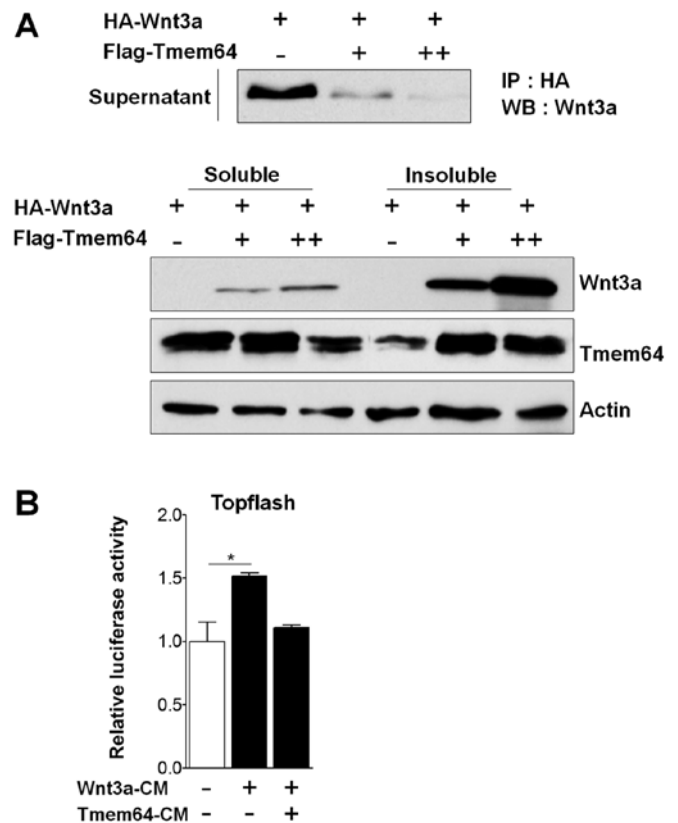 A
HA-Wnt3a + + +
Flag-Tmem64 - + ++
Supernatant
IP : HA
WB : Wnt3a
Soluble Insoluble
HA-Wnt3a + + + + + +
Flag-Tmem64 - + ++ - + ++
Wnt3a
Tmem64
Actin
B
Topflash
Relative luciferase activity
2.0
1.5
1.0
0.5
0.0
*
Wnt3a-CM - + +
Tmem64-CM - - +